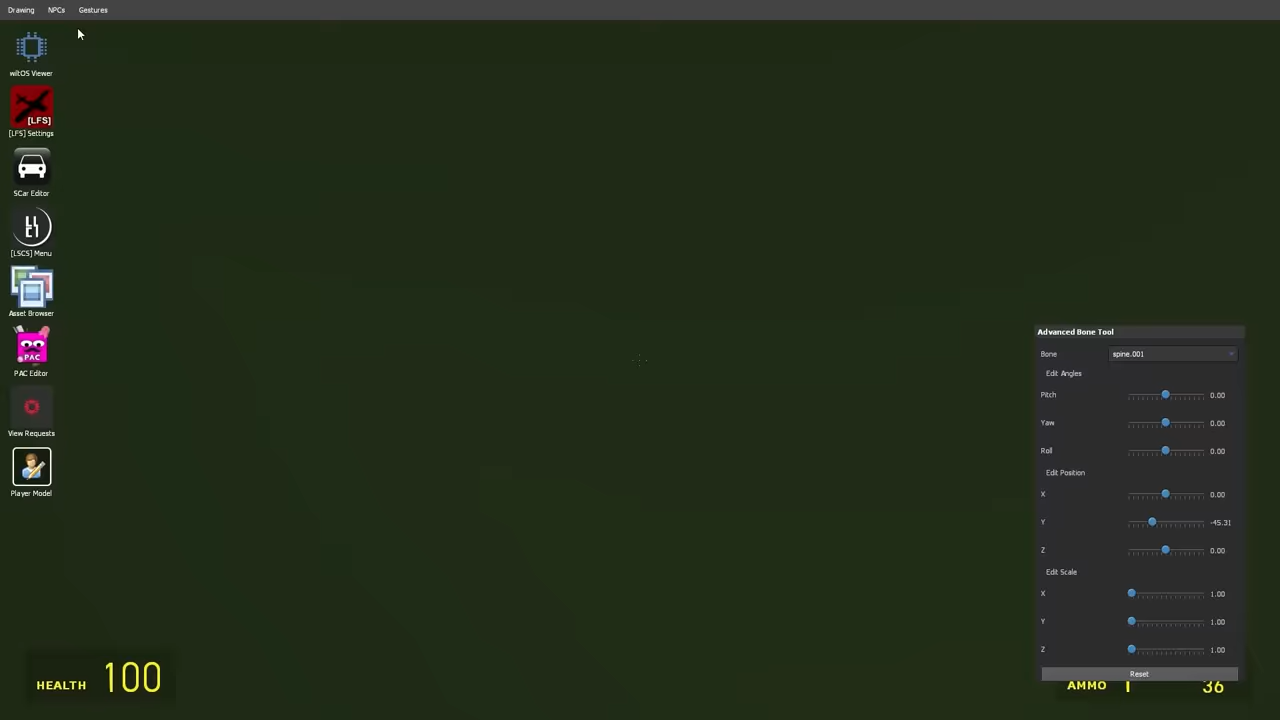 Drawing NPCs Gestures
wiltOS Viewer
[LFS]
[LFS] Settings
SCar Editor
[LSCS] Menu
Asset Browser
PAC
PAC Editor
View Requests
Player Model
Advanced Bone Tool
Bone spine.001
Edit Angles
Pitch 0.00
Yaw 0.00
Roll 0.00
Edit Position
X 0.00
Y -45.31
Z 0.00
Edit Scale
X 1.00
Y 1.00
Z 1.00
Reset
HEALTH 100
AMMO 1 36